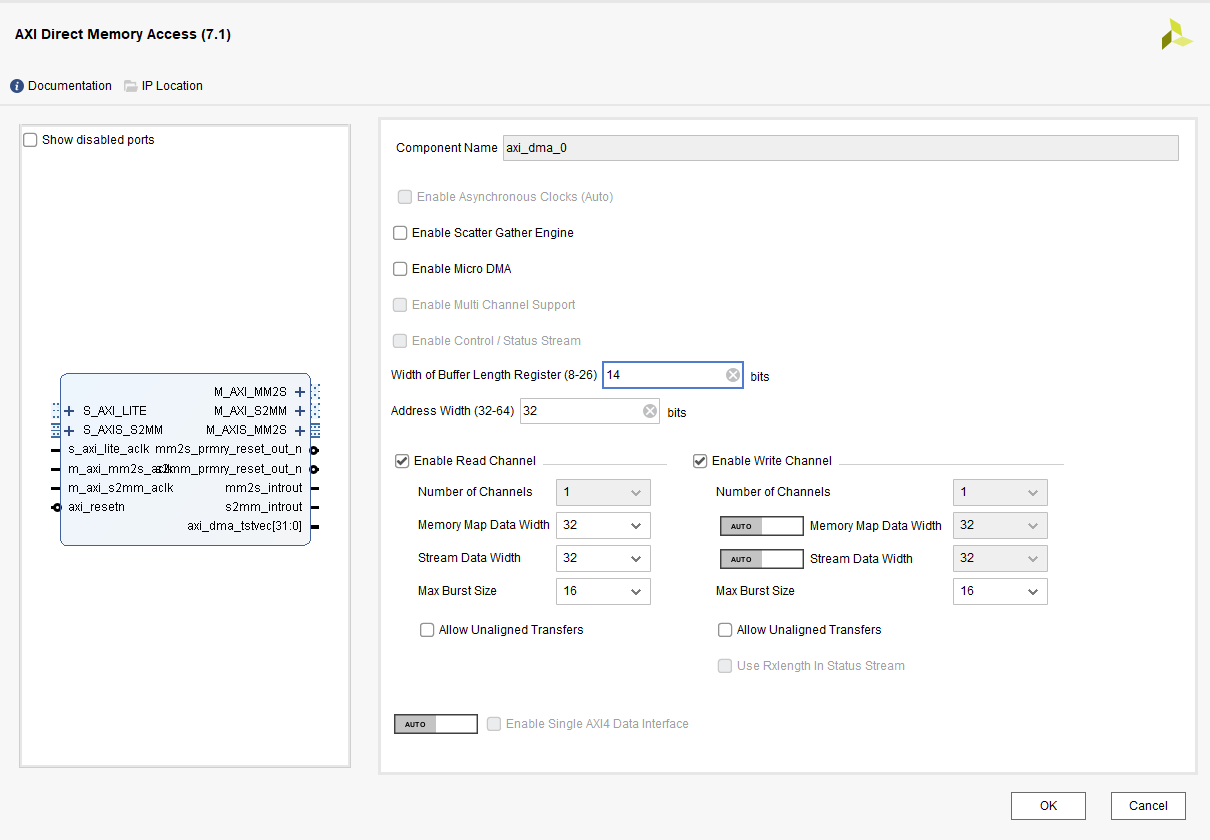 AXI Direct Memory Access (7.1)
Documentation IP Location
Show disabled ports
M_AXI_MM2S
S_AXI_LITE M_AXI_S2MM
S_AXIS_S2MM M_AXIS_MM2S
s_axi_lite_aclk mm2s_prmry_reset_out_n
m_axi_mm2s_aclk s2mm_prmry_reset_out_n
m_axi_s2mm_aclk mm2s_introut
axi_resetn s2mm_introut
axi_dma_tstvec[31:0]
Component Name axi_dma_0
Enable Asynchronous Clocks (Auto)
Enable Scatter Gather Engine
Enable Micro DMA
Enable Multi Channel Support
Enable Control / Status Stream
Width of Buffer Length Register (8-26) 14 bits
Address Width (32-64) 32 bits
Enable Read Channel
Number of Channels 1
Memory Map Data Width 32
Stream Data Width 32
Max Burst Size 16
Allow Unaligned Transfers
Enable Write Channel
Number of Channels 1
AUTO Memory Map Data Width 32
AUTO Stream Data Width 32
Max Burst Size 16
Allow Unaligned Transfers
Use Rxlength In Status Stream
AUTO Enable Single AXI4 Data Interface
OK Cancel